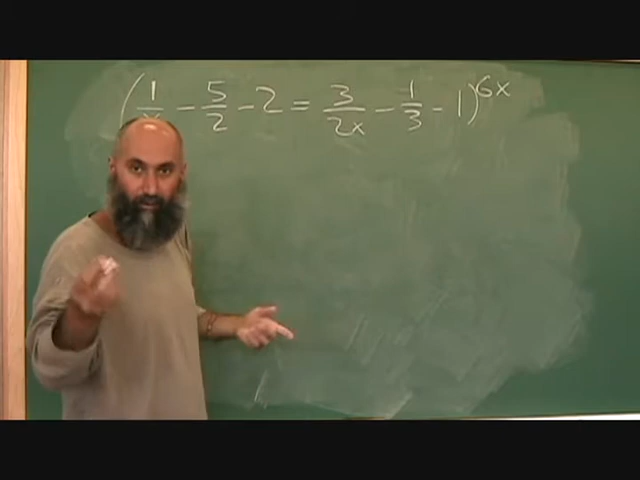 (1/x - 5/2 - 2 = 3/2x - 1/3 - 1)^6x